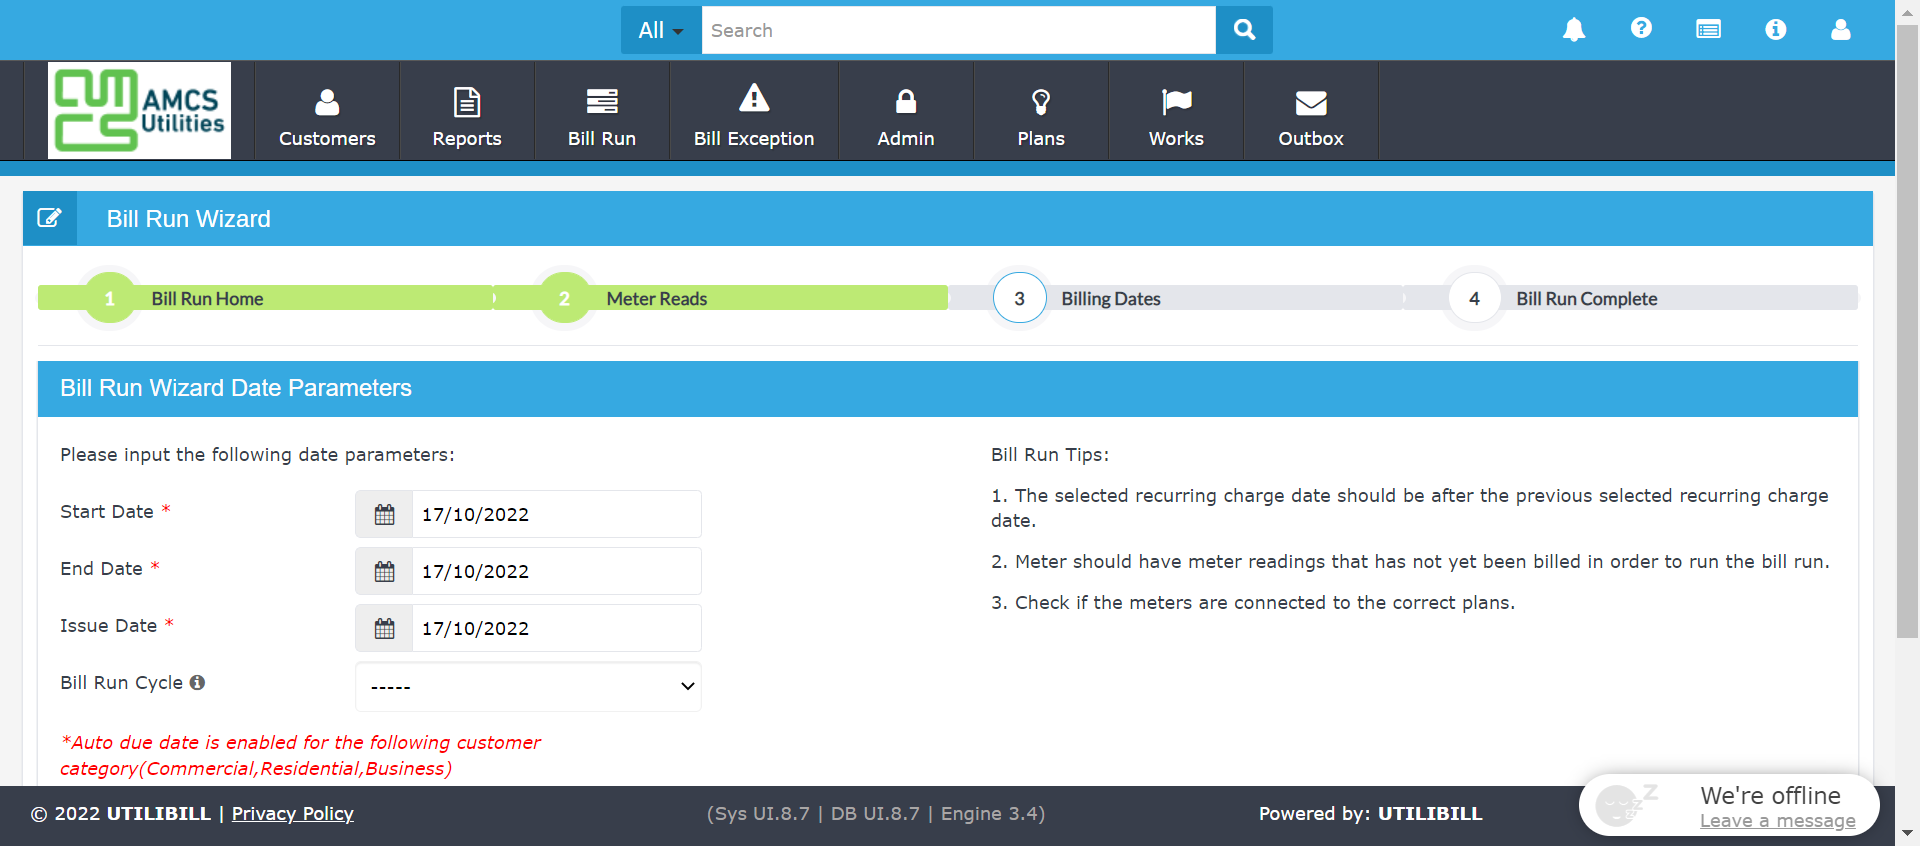 All
Search
AMCS
Utilities
Customers
Reports
Bill Run
Bill Exception
Admin
Plans
Works
Outbox
Bill Run Wizard
1 Bill Run Home
2 Meter Reads
3 Billing Dates
4 Bill Run Complete
Bill Run Wizard Date Parameters
Please input the following date parameters:
Start Date *
17/10/2022
End Date *
17/10/2022
Issue Date *
17/10/2022
Bill Run Cycle
-----
*Auto due date is enabled for the following customer
category(Commercial,Residential,Business)
Bill Run Tips:
1. The selected recurring charge date should be after the previous selected recurring charge
date.
2. Meter should have meter readings that has not yet been billed in order to run the bill run.
3. Check if the meters are connected to the correct plans.
© 2022 UTILIBILL | Privacy Policy
(Sys UI.8.7 | DB UI.8.7 | Engine 3.4)
Powered by: UTILIBILL
We're offline
Leave a message